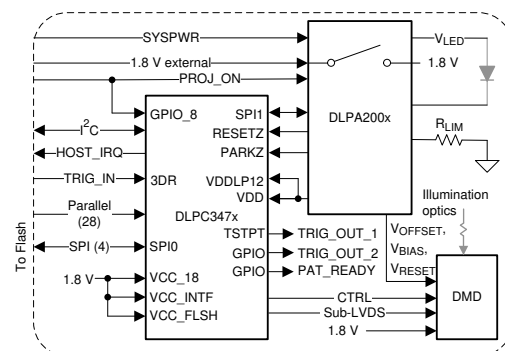 SYSPWR
1.8 V external
PROJ_ON
DLPA200x
VLED
1.8 V
RLIM
GPIO_8
SPI1
I2C
RESETZ
HOST_IRQ
PARKZ
TRIG_IN
3DR
VDDLP12
VDD
Parallel
(28)
DLPC347x
TSTPT
TRIG_OUT_1
To Flash
SPI (4)
SPI0
GPIO
TRIG_OUT_2
GPIO
PAT_READY
1.8 V
VCC_18
VCC_INTF
VCC_FLSH
CTRL
Sub-LVDS
1.8 V
Illumination
optics
VOFFSET,
VBIAS,
VRESET
DMD